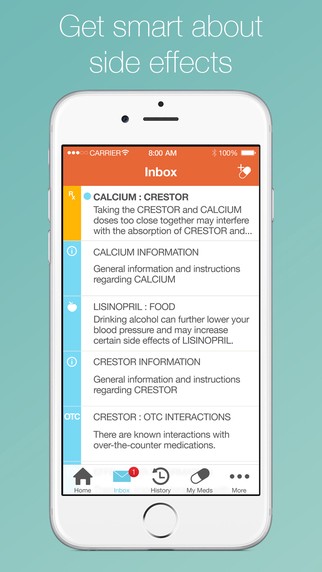 Get smart about
side effects
CARRIER 8:00 AM 100%
Inbox
Rx CALCIUM : CRESTOR
Taking the CRESTOR and CALCIUM
doses too close together may interfere
with the absorption of CRESTOR and...
CALCIUM INFORMATION
General information and instructions
regarding CALCIUM
LISINOPRIL : FOOD
Drinking alcohol can further lower your
blood pressure and may increase
certain side effects of LISINOPRIL.
CRESTOR INFORMATION
General information and instructions
regarding CRESTOR
OTC CRESTOR : OTC INTERACTIONS
There are known interactions with
over-the-counter medications.
1
Home Inbox History My Meds More